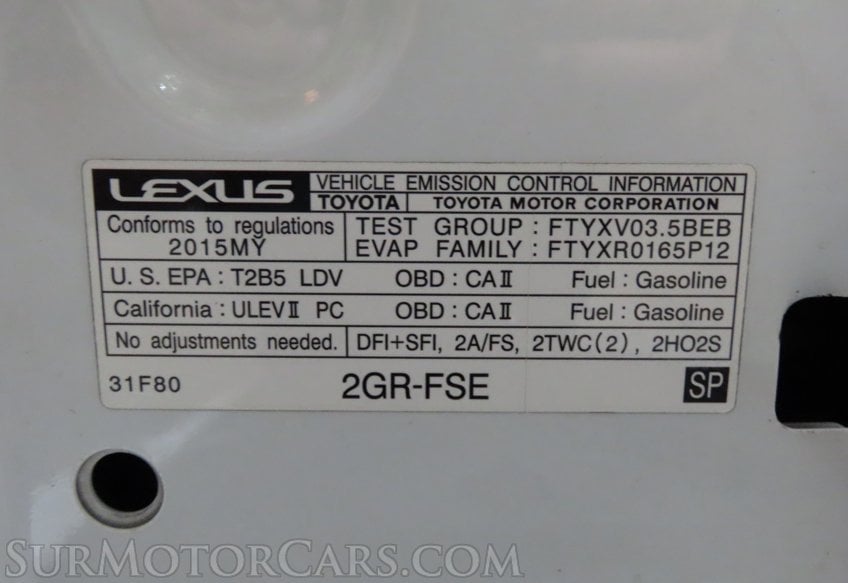 LEXUS VEHICLE EMISSION CONTROL INFORMATION
TOYOTA TOYOTA MOTOR CORPORATION
Conforms to regulations TEST GROUP : FTYXV03.5BEB
2015MY EVAP FAMILY : FTYXR0165P12
U. S. EPA : T2B5 LDV OBD : CAⅡ Fuel : Gasoline
California : ULEVⅡ PC OBD : CAⅡ Fuel : Gasoline
No adjustments needed. DFI+SFI, 2A/FS, 2TWC(2), 2HO2S
31F80 2GR-FSE SP
SURMOTORCARS.COM